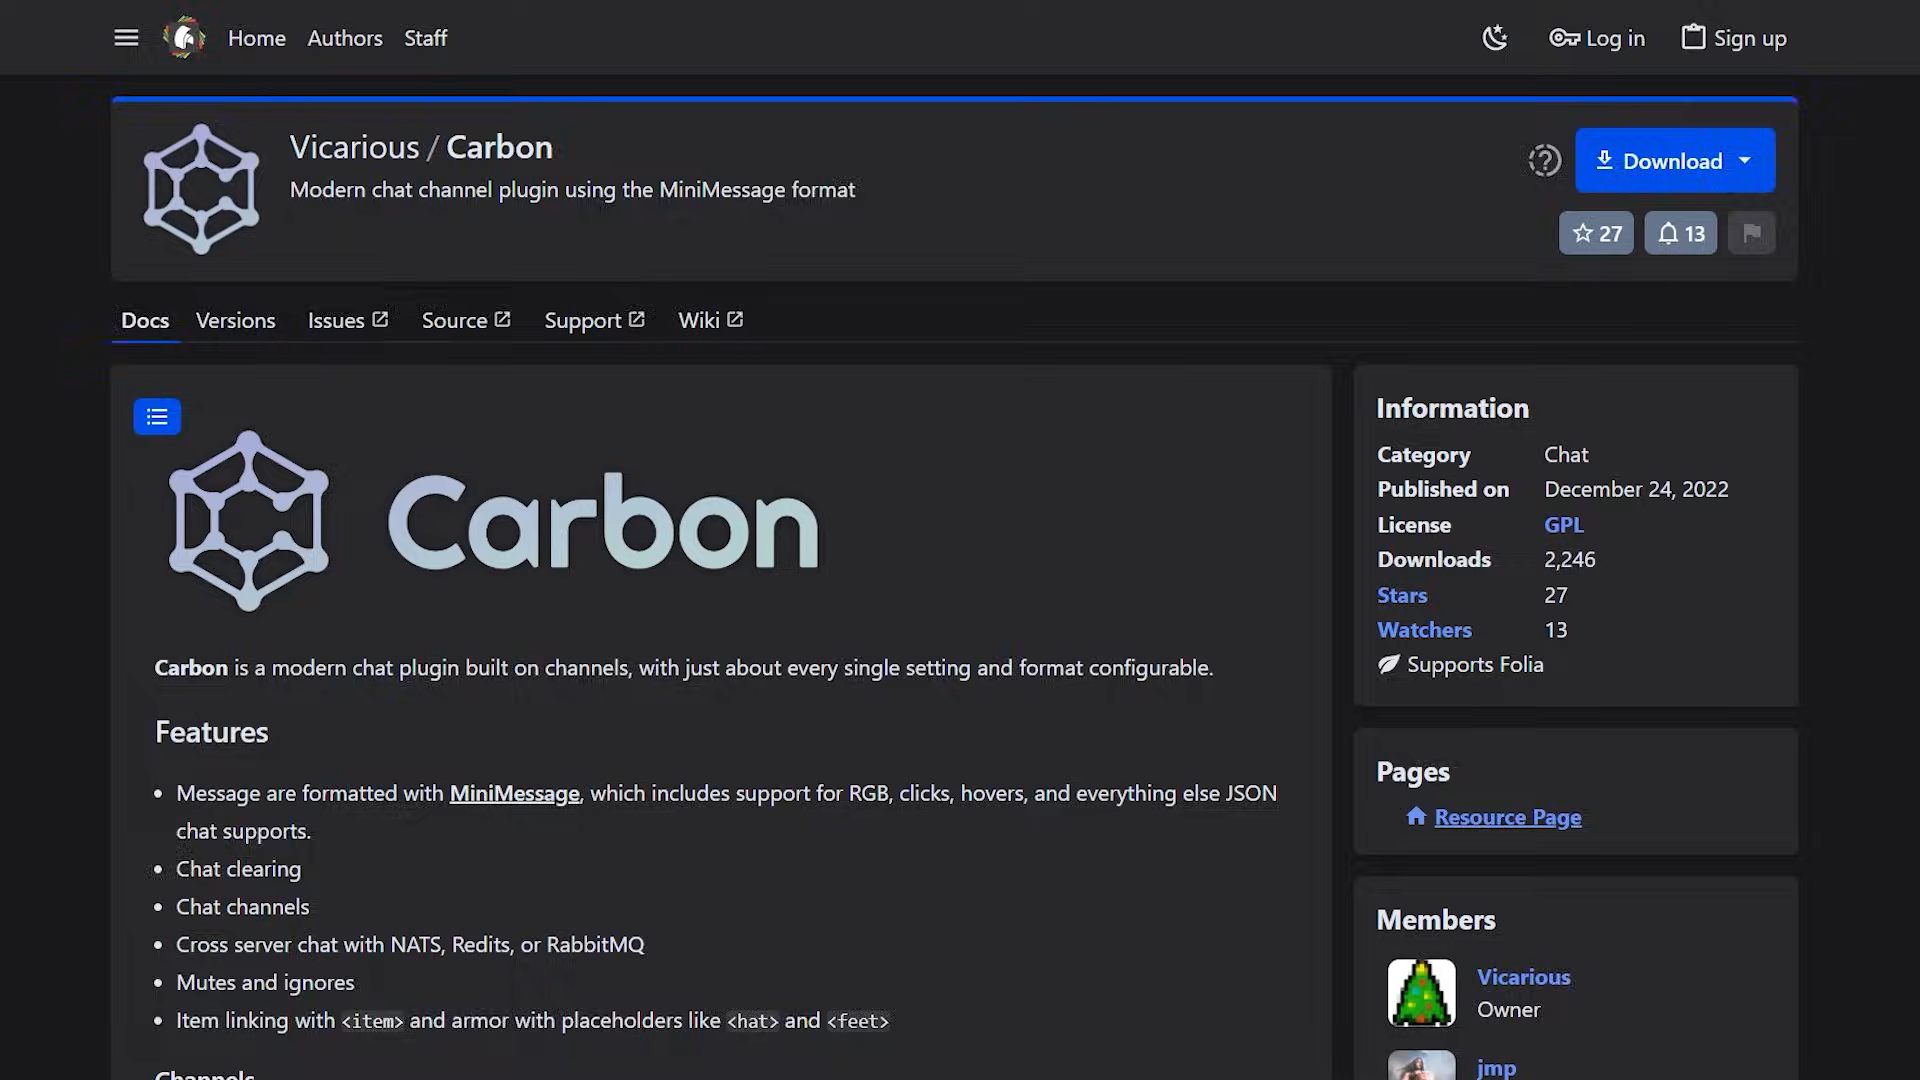 Home Authors Staff Log in Sign up
Vicarious / Carbon
Modern chat channel plugin using the MiniMessage format
Download
27 13
Docs Versions Issues Source Support Wiki
Carbon
Carbon is a modern chat plugin built on channels, with just about every single setting and format configurable.
Features
Message are formatted with MiniMessage, which includes support for RGB, clicks, hovers, and everything else JSON
chat supports.
Chat clearing
Chat channels
Cross server chat with NATS, Redits, or RabbitMQ
Mutes and ignores
Item linking with <item> and armor with placeholders like <hat> and <feet>
Channels
Information
Category Chat
Published on December 24, 2022
License GPL
Downloads 2,246
Stars 27
Watchers 13
Supports Folia
Pages
Resource Page
Members
Vicarious
Owner
jmp